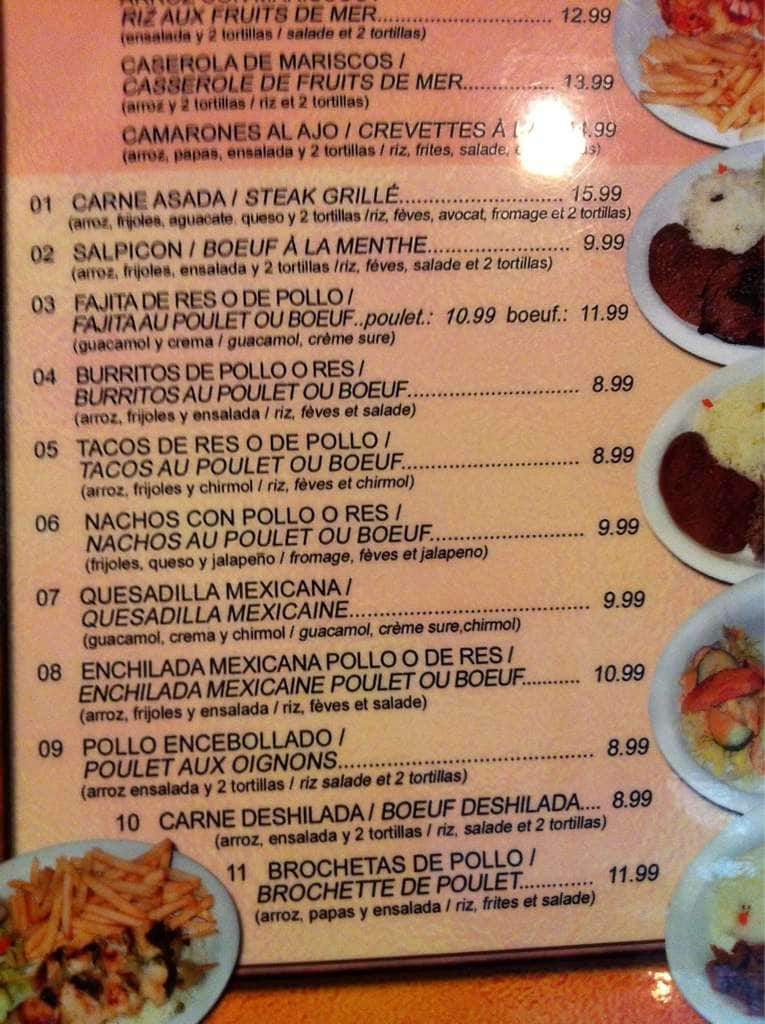 RIZ AUX FRUITS DE MER.................... 12.99
(ensalada y 2 tortillas / salade et 2 tortillas)
CASEROLA DE MARISCOS /
CASSEROLE DE FRUITS DE MER.............. 13.99
(arroz y 2 tortillas / riz et 2 tortillas)
CAMARONES AL AJO / CREVETTES À
(arroz, papas, ensalada y 2 tortillas /riz, frites, salade,
01 CARNE ASADA / STEAK GRILLÉ.......................... 15.99
(arroz, frijoles, aguacate, queso y 2 tortillas /riz, fèves, avocat, fromage et 2 tortillas)
02 SALPICON / BOEUF À LA MENTHE...................... 9.99
(arroz, frijoles, ensalada y 2 tortillas /riz, féves, salade et 2 tortillas)
03 FAJITA DE RES O DE POLLO /
FAJITA AU POULET OU BOEUF..poulet.: 10.99 boeuf.: 11.99
(guacamol y crema / guacamol, crème sure)
04 BURRITOS DE POLLO O RES /
BURRITOS AU POULET OU BOEUF.......................... 8.99
(arroz, frijoles y ensalada / riz, fèves et salade)
05 TACOS DE RES O DE POLLO /
TACOS AU POULET OU BOEUF........................... 8.99
(arroz, frijoles y chirmol / riz, fèves et chirmol)
06 NACHOS CON POLLO O RES /
NACHOS AU POULET OU BOEUF....................... 9.99
(frijoles, queso y jalapeño / fromage, fèves et jalapeno)
07 QUESADILLA MEXICANA /
QUESADILLA MEXICAINE................................... 9.99
(guacamol, crema y chirmol / guacamol, crème sure,chirmol)
08 ENCHILADA MEXICANA POLLO O DE RES /
ENCHILADA MEXICAINE POULET OU BOEUF........... 10.99
(arroz, frijoles y ensalada / riz, fèves et salade)
09 POLLO ENCEBOLLADO /
POULET AUX OIGNONS...................................... 8.99
(arroz ensalada y 2 tortillas / riz salade et 2 tortillas)
10 CARNE DESHILADA / BOEUF DESHILADA.... 8.99
(arroz, ensalada y 2 tortillas / riz, salade et 2 tortillas)
11 BROCHETAS DE POLLO /
BROCHETTE DE POULET............. 11.99
(arroz, papas y ensalada / riz, frites et salade)